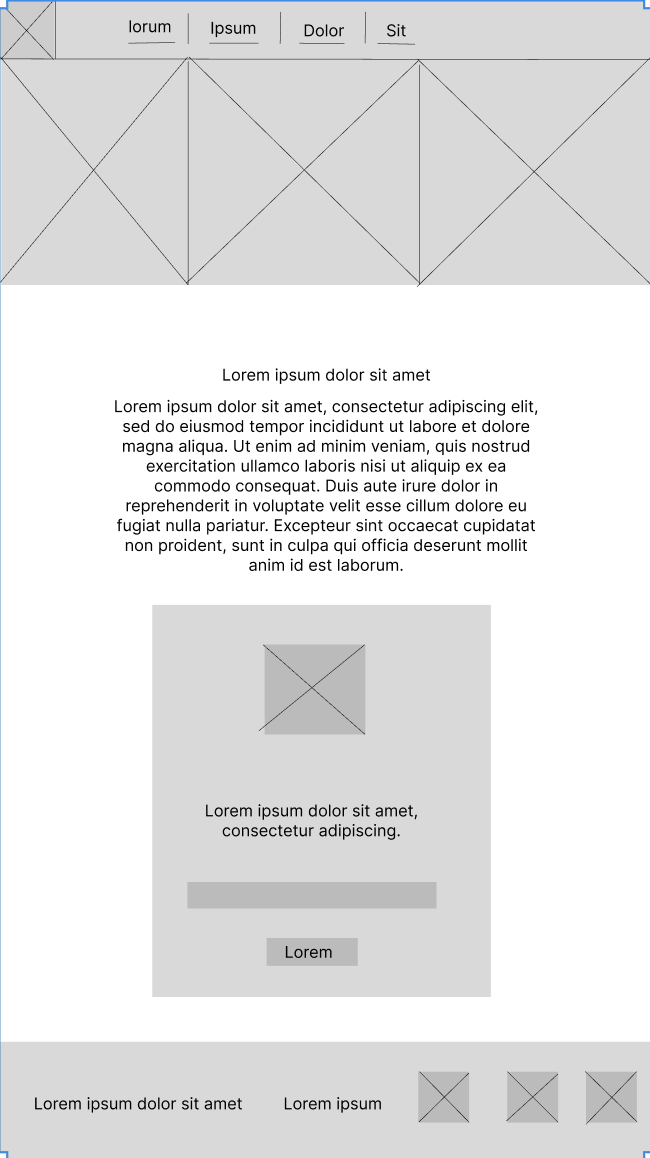 lorum
Ipsum
Dolor
Sit
Lorem ipsum dolor sit amet
Lorem ipsum dolor sit amet, consectetur adipiscing elit,
sed do eiusmod tempor incididunt ut labore et dolore
magna aliqua. Ut enim ad minim veniam, quis nostrud
exercitation ullamco laboris nisi ut aliquip ex ea
commodo consequat. Duis aute irure dolor in
reprehenderit in voluptate velit esse cillum dolore eu
fugiat nulla pariatur. Excepteur sint occaecat cupidatat
non proident, sunt in culpa qui officia deserunt mollit
anim id est laborum.
Lorem ipsum dolor sit amet,
consectetur adipiscing.
Lorem
Lorem ipsum dolor sit amet
Lorem ipsum